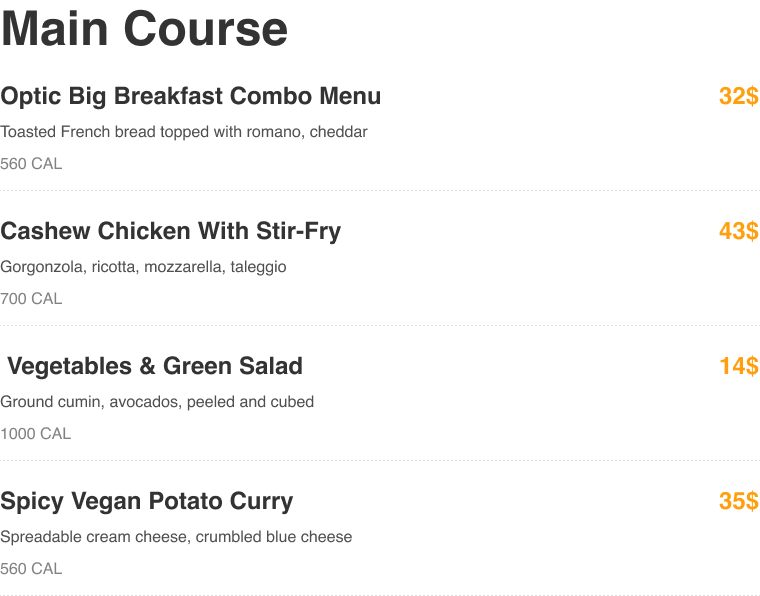 Main Course
Optic Big Breakfast Combo Menu 32$
Toasted French bread topped with romano, cheddar
560 CAL
Cashew Chicken With Stir-Fry 43$
Gorgonzola, ricotta, mozzarella, taleggio
700 CAL
Vegetables & Green Salad 14$
Ground cumin, avocados, peeled and cubed
1000 CAL
Spicy Vegan Potato Curry 35$
Spreadable cream cheese, crumbled blue cheese
560 CAL